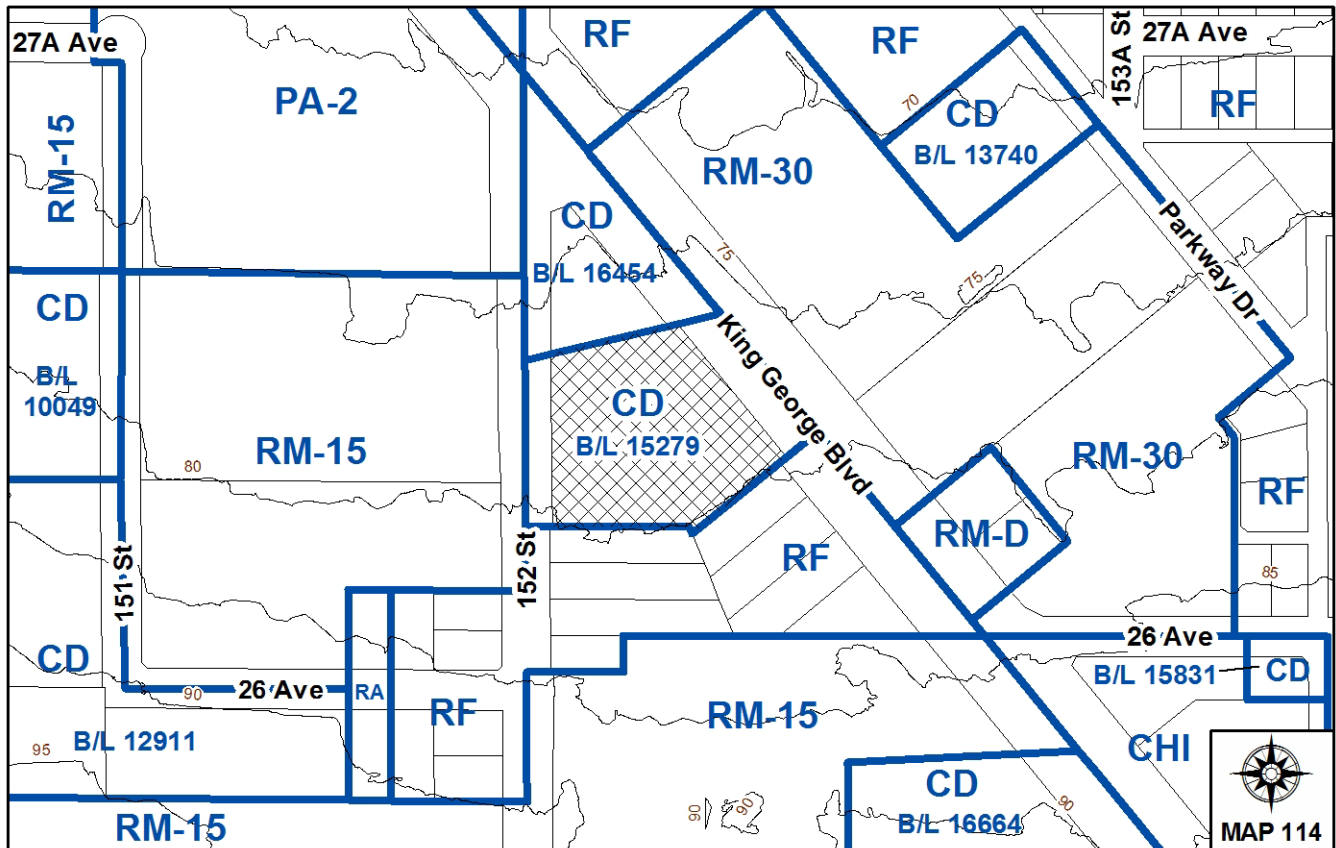 27A Ave
RF
RF
153A St
27A Ave
PA-2
RM-15
70
CD
B/L 13740
RF
RM-30
CD
B/L 16454
75
75
Parkway Dr
CD
B/L
10049
King George Blvd
CD
B/L 15279
RM-15
80
RM-30
RF
RM-D
RF
151 St
152 St
85
26 Ave
CD
90
26 Ave
RA
RF
B/L 15831
CD
RM-15
B/L 12911
95
CHI
CD
B/L 16664
90
90
90
RM-15
MAP 114